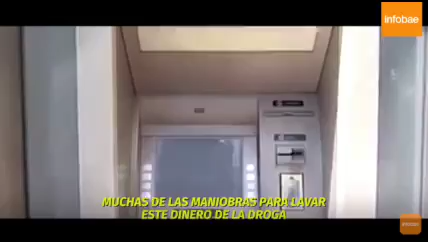 infobae
MUCHAS DE LAS MANIOBRAS PARA LAVAR
ESTE DINERO DE LA DROGA